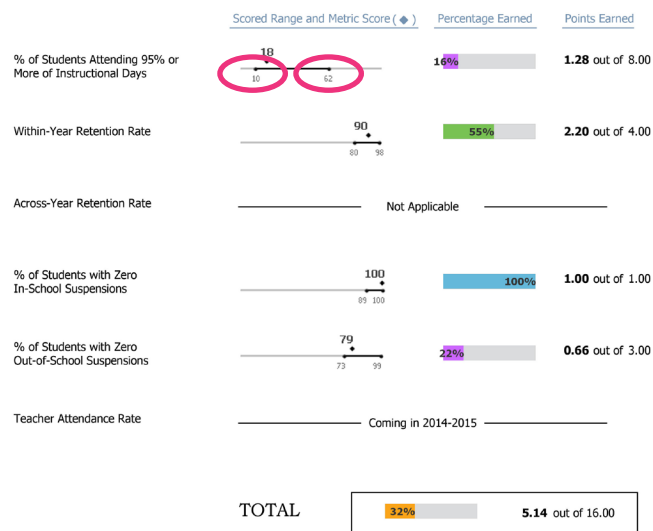 Scored Range and Metric Score ( ◆ ) Percentage Earned Points Earned
18
% of Students Attending 95% or
More of Instructional Days
10 62
16%
1.28 out of 8.00
Within-Year Retention Rate
90
80 98
55%
2.20 out of 4.00
Across-Year Retention Rate
Not Applicable
% of Students with Zero
In-School Suspensions
100
89 100
100%
1.00 out of 1.00
% of Students with Zero
Out-of-School Suspensions
79
73 99
22%
0.66 out of 3.00
Teacher Attendance Rate
Coming in 2014-2015
TOTAL 32% 5.14 out of 16.00